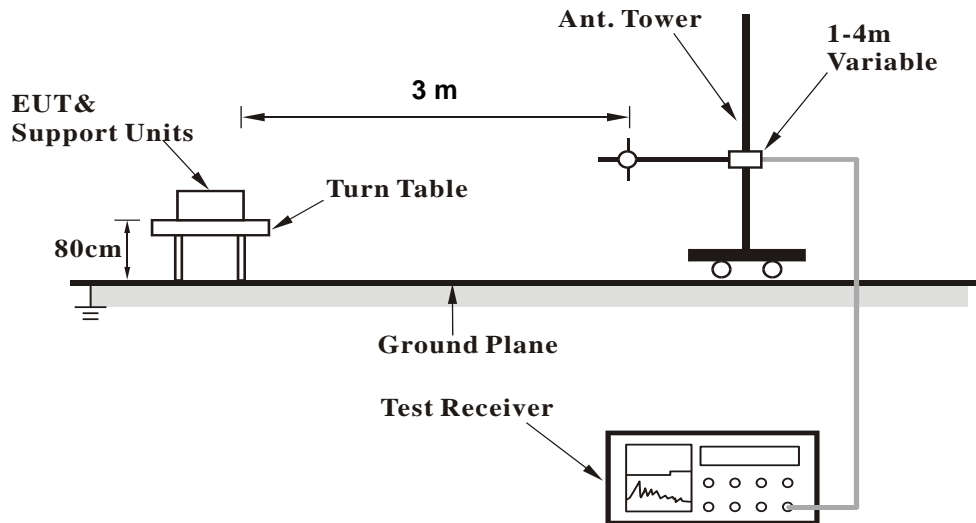 Ant. Tower
1-4m
Variable
3 m
EUT&
Support Units
Turn Table
80cm
Ground Plane
Test Receiver